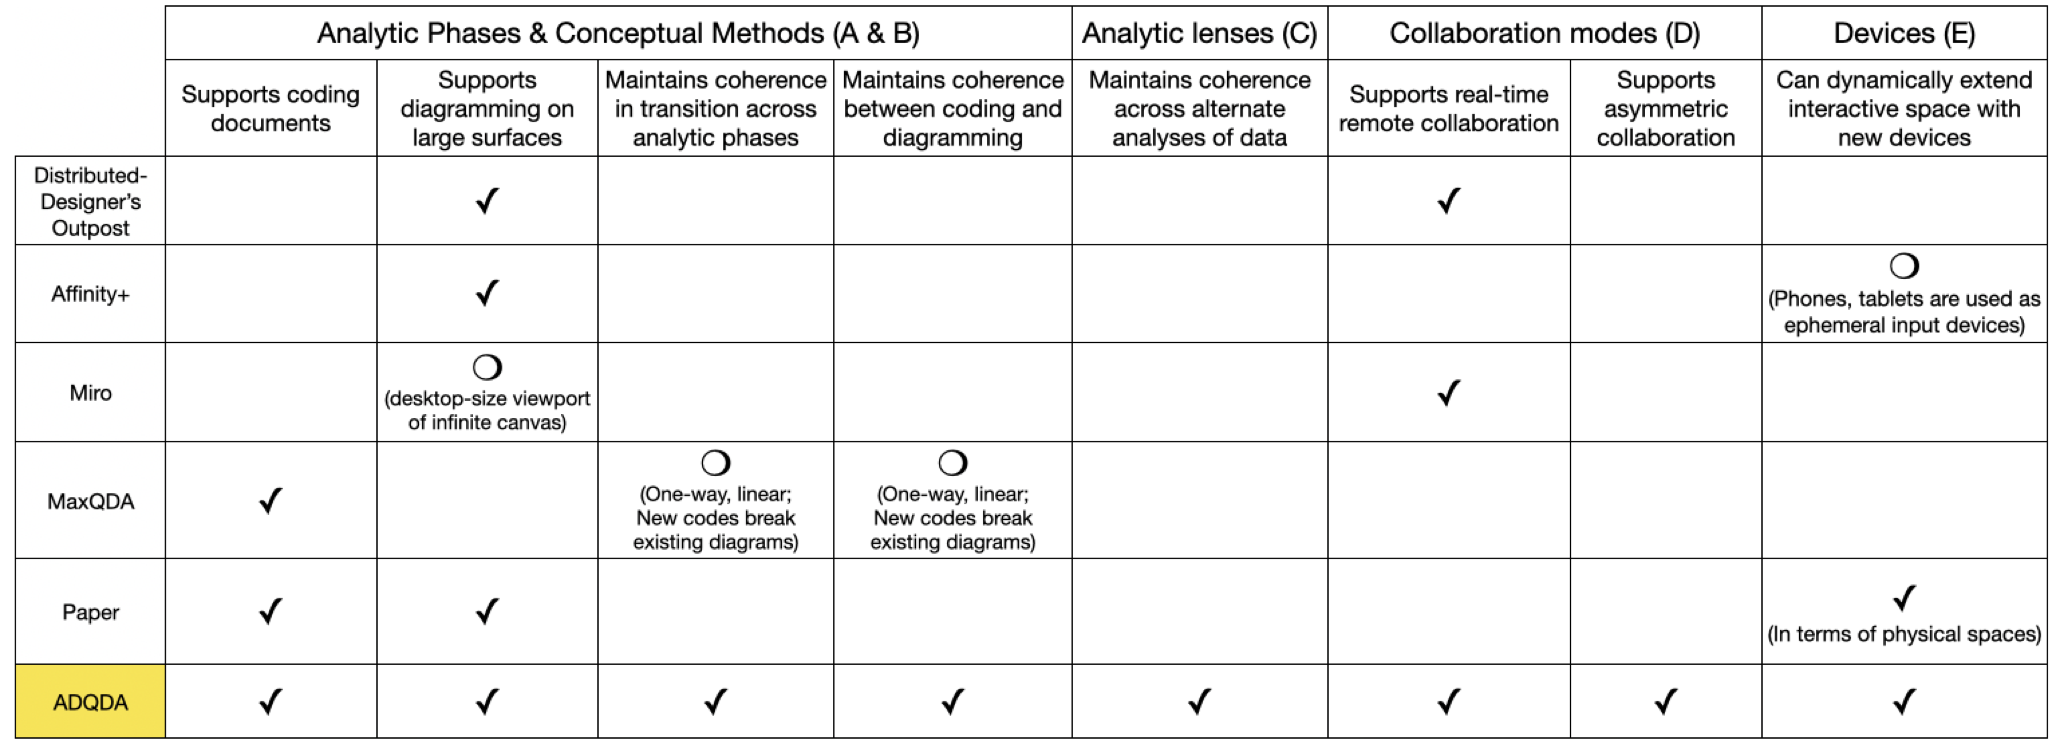 Analytic Phases & Conceptual Methods (A & B)
Analytic lenses (C)
Collaboration modes (D)
Devices (E)
Supports coding
documents
Supports
diagramming on
large surfaces
Maintains coherence
in transition across
analytic phases
Maintains coherence
between coding and
diagramming
Maintains coherence
across alternate
analyses of data
Supports real-time
remote collaboration
Supports
asymmetric
collaboration
Can dynamically extend
interactive space with
new devices
Distributed-
Designer’s
Outpost
✓
✓
Affinity+
✓
❍
(Phones, tablets are used as
ephemeral input devices)
Miro
❍
(desktop-size viewport
of infinite canvas)
✓
MaxQDA
✓
❍
(One-way, linear;
New codes break
existing diagrams)
❍
(One-way, linear;
New codes break
existing diagrams)
Paper
✓
✓
✓
(In terms of physical spaces)
ADQDA
✓
✓
✓
✓
✓
✓
✓
✓